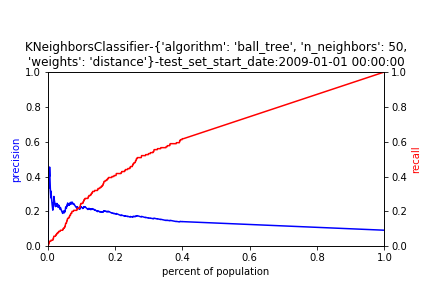 KNeighborsClassifier-{'algorithm': 'ball_tree', 'n_neighbors': 50,
'weights': 'distance'}-test_set_start_date:2009-01-01 00:00:00
1.0
0.8
0.6
0.4
0.2
0.0
precision
1.0
0.8
0.6
0.4
0.2
0.0
recall
0.0 0.2 0.4 0.6 0.8 1.0
percent of population